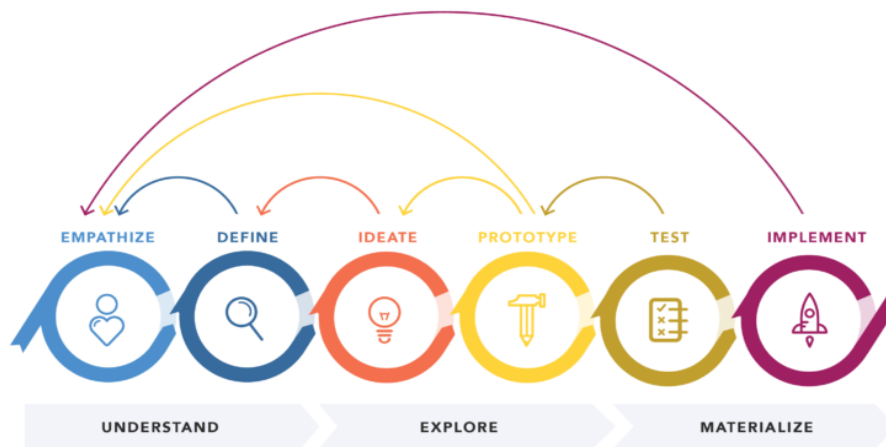 EMPATHIZE
DEFINE
IDEATE
PROTOTYPE
TEST
IMPLEMENT
UNDERSTAND
EXPLORE
MATERIALIZE